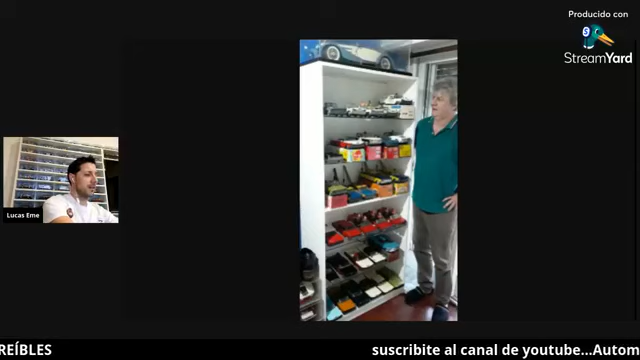 Producido con
StreamYard
Lucas Eme
REÍBLES
suscribite al canal de youtube...Autom